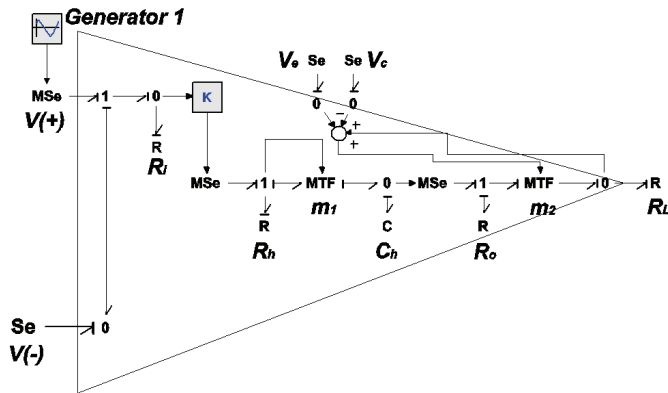 Generator 1
Ve Se Se Vc
MSe 1 0 K 0 0
V(+)
− +
+
R
Ri
MSe 1 MTF 0 MSe 1 MTF 0 R
m1 m2 RL
R C R
Rh Ch Ro
Se 0
V(-)